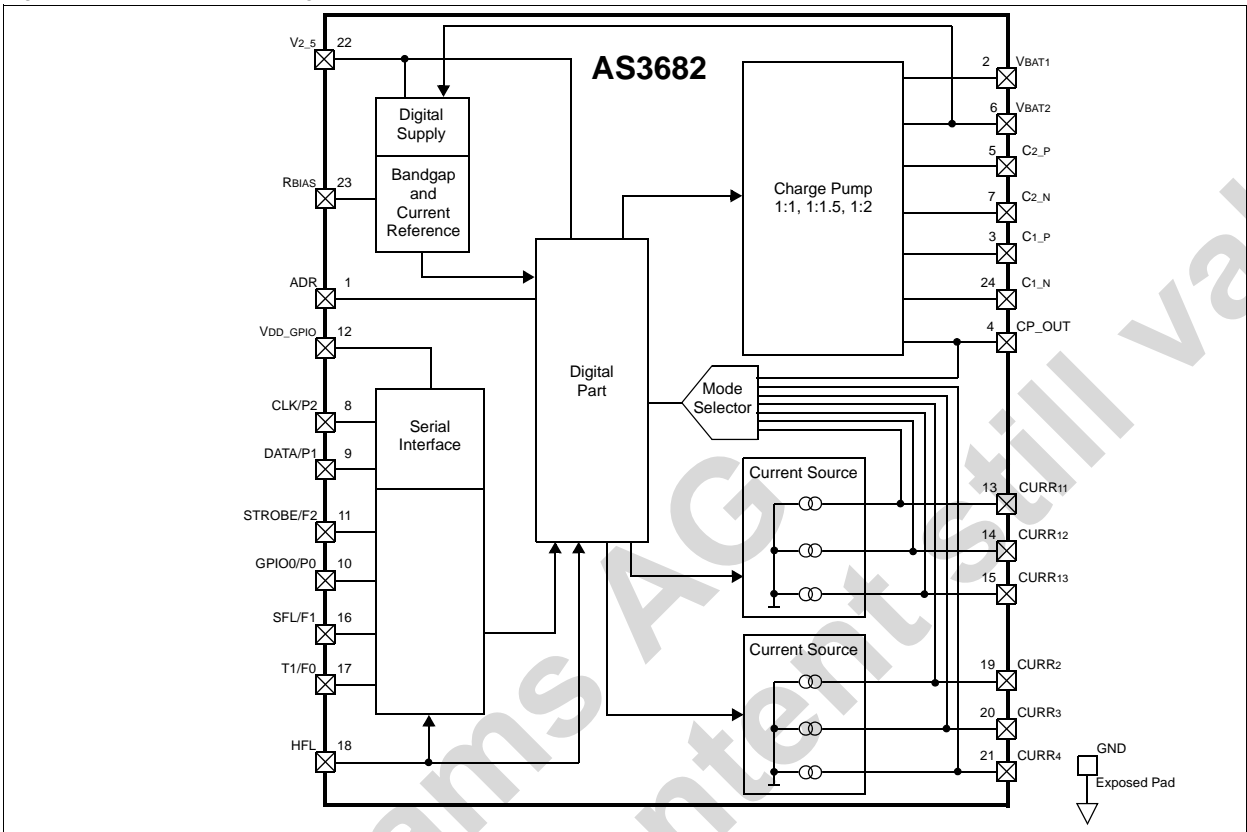 AS3682
V2_5
22
RBIAS
23
ADR
1
VDD_GPIO
12
CLK/P2
8
DATA/P1
9
STROBE/F2
11
GPIO0/P0
10
SFL/F1
16
T1/F0
17
HFL
18
Digital
Supply
Bandgap
and
Current
Reference
Serial
Interface
Digital
Part
Charge Pump
1:1, 1:1.5, 1:2
Mode
Selector
Current Source
Current Source
2
VBAT1
6
VBAT2
5
C2_P
7
C2_N
3
C1_P
24
C1_N
4
CP_OUT
13
CURR11
14
CURR12
15
CURR13
19
CURR2
20
CURR3
21
CURR4
GND
Exposed Pad
ams AG
still